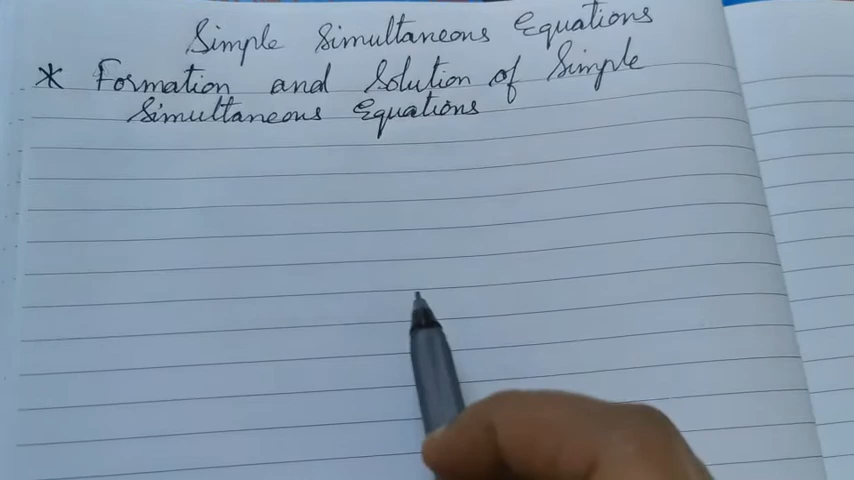 Simple Simultaneous Equations
* Formation and Solution of Simple
Simultaneous Equations